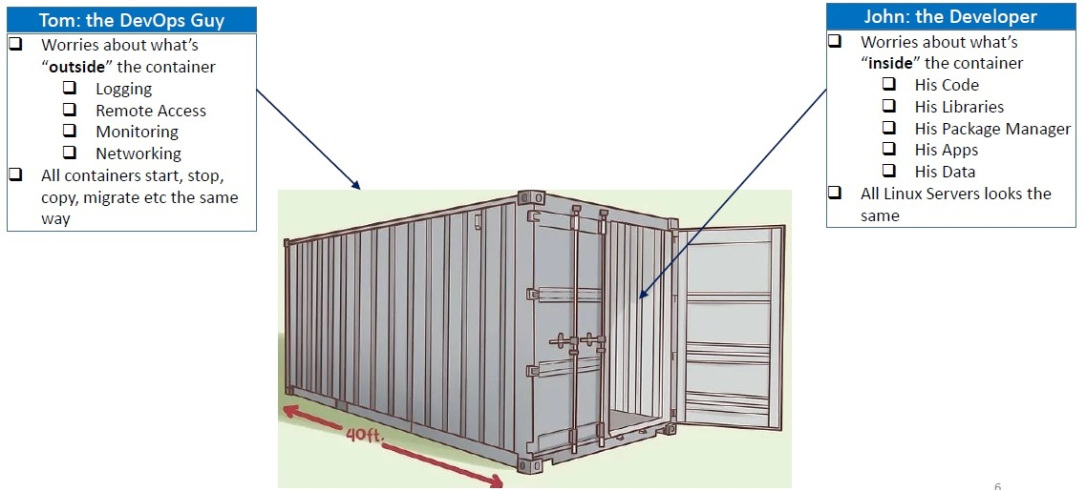 Tom: the DevOps Guy
Worries about what's
“outside” the container
Logging
Remote Access
Monitoring
Networking
All containers start, stop,
copy, migrate etc the same
way
John: the Developer
Worries about what's
“inside” the container
His Code
His Libraries
His Package Manager
His Apps
His Data
All Linux Servers looks the
same
40ft.
6